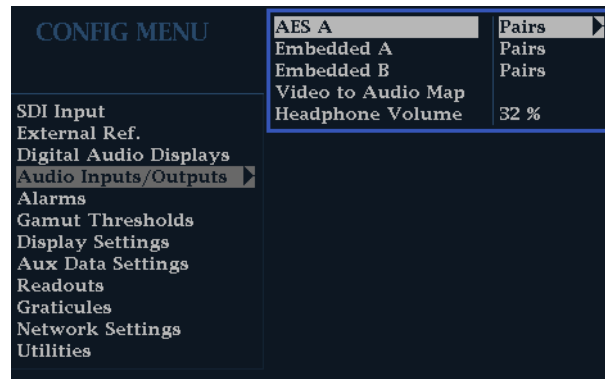 CONFIG MENU
SDI Input
External Ref.
Digital Audio Displays
Audio Inputs/Outputs
Alarms
Gamut Thresholds
Display Settings
Aux Data Settings
Readouts
Graticules
Network Settings
Utilities
AES A Pairs
Embedded A Pairs
Embedded B Pairs
Video to Audio Map
Headphone Volume 32 %